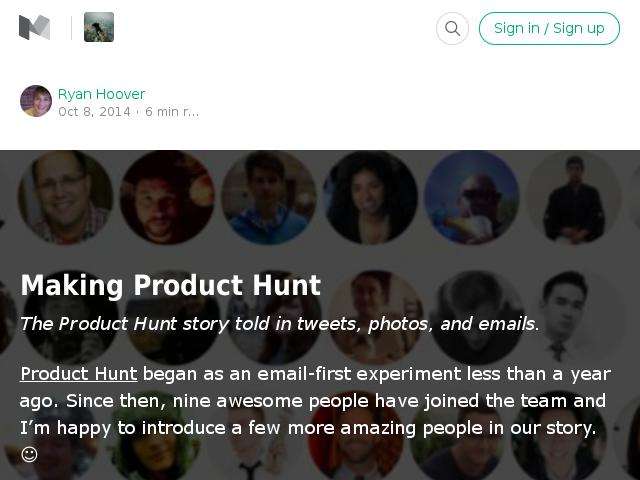 Sign in / Sign up
Ryan Hoover
Oct 8, 2014 · 6 min r...
Making Product Hunt
The Product Hunt story told in tweets, photos, and emails.
Product Hunt began as an email-first experiment less than a year
ago. Since then, nine awesome people have joined the team and
I’m happy to introduce a few more amazing people in our story.
☺